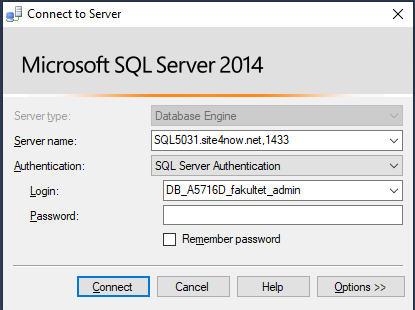 Connect to Server
Microsoft SQL Server 2014
Server type: Database Engine
Server name: SQL5031.site4now.net,1433
Authentication: SQL Server Authentication
Login: DB_A5716D_fakultet_admin
Password:
Remember password
Connect Cancel Help Options >>